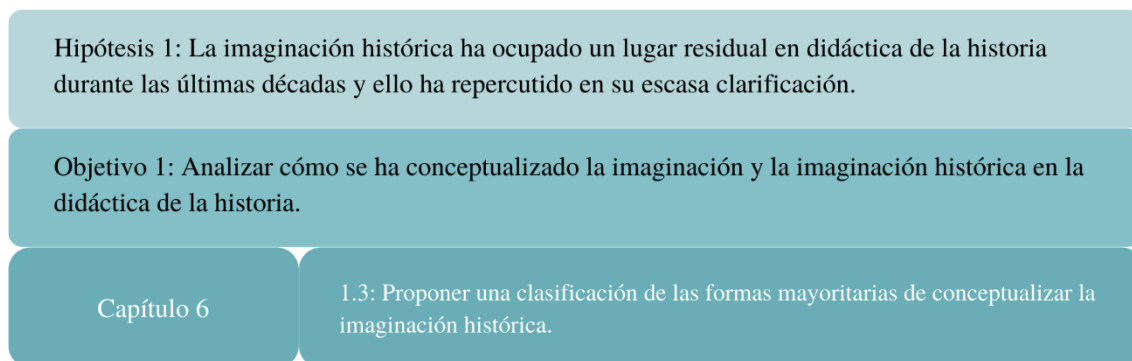 Hipótesis 1: La imaginación histórica ha ocupado un lugar residual en didáctica de la historia
durante las últimas décadas y ello ha repercutido en su escasa clarificación.
Objetivo 1: Analizar cómo se ha conceptualizado la imaginación y la imaginación histórica en la
didáctica de la historia.
Capítulo 6
1.3: Proponer una clasificación de las formas mayoritarias de conceptualizar la
imaginación histórica.